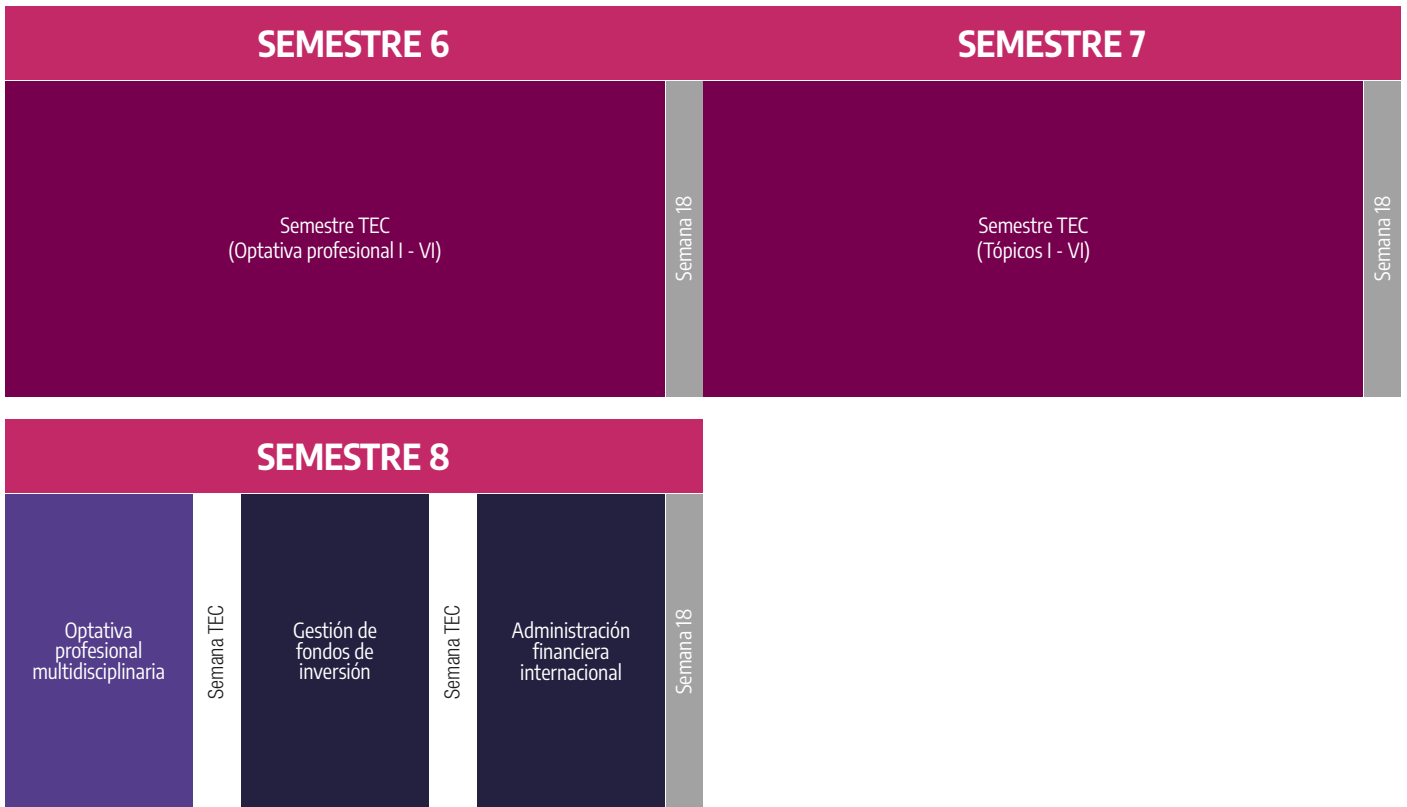 SEMESTRE 6
Semestre TEC
(Optativa profesional I - VI)
Semana 18
SEMESTRE 7
Semestre TEC
(Tópicos I - VI)
Semana 18
SEMESTRE 8
Optativa
profesional
multidisciplinaria
Semana TEC
Gestión de
fondos de
inversión
Semana TEC
Administración
financiera
internacional
Semana 18